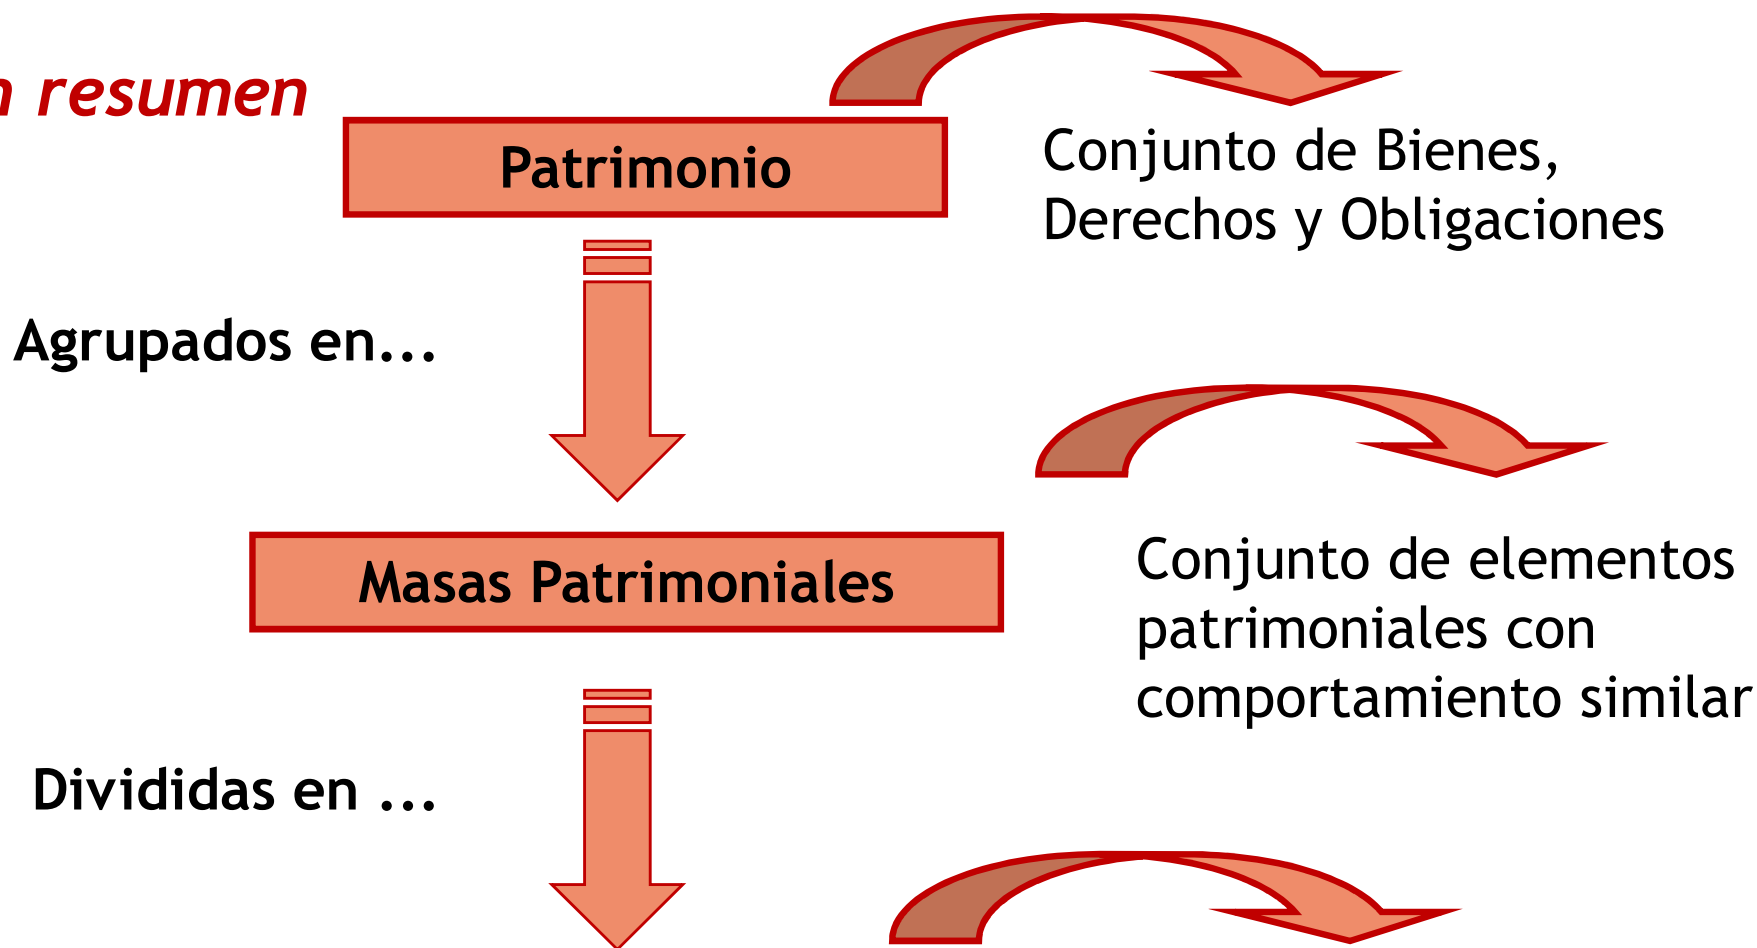 n resumen
Patrimonio
Conjunto de Bienes,
Derechos y Obligaciones
Agrupados en...
Masas Patrimoniales
Conjunto de elementos
patrimoniales con
comportamiento similar
Divididas en ...